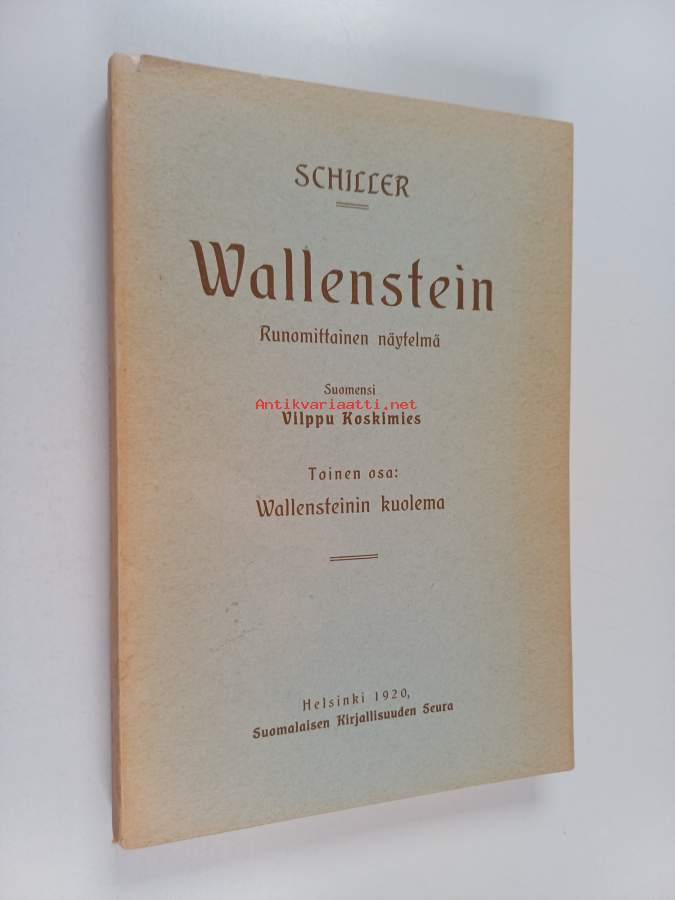 SCHILLER
Wallenstein
Runomittainen näytelmä
Suomensi
Antikvariaatti.net
Vilppu Koskimies
Toinen osa:
Wallensteinin kuolema
Helsinki 1920,
Suomalaisen Kirjallisuuden Seura